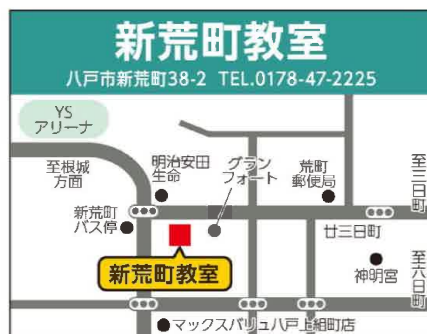 新荒町教室
八戸市新荒町38-2 TEL.0178-47-2225
YS
アリーナ
至根城
方面
明治安田
生命
グラン
フォート
荒町
郵便局
至三日町
新荒町
バス停
廿三日町
至六日町
神明宮
新荒町教室
マックスバリュ八戸上組町店